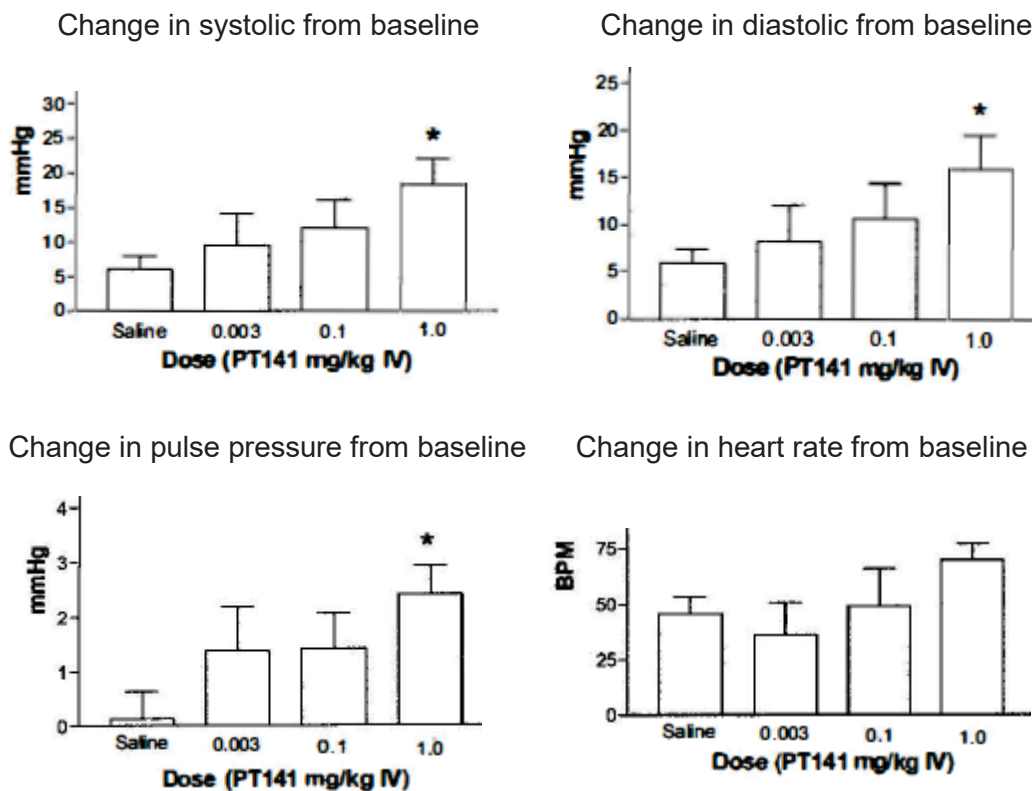 Change in systolic from baseline
mmHg
30
25
20
15
10
5
0
*
Saline 0.003 0.1 1.0
Dose (PT141 mg/kg IV)
Change in diastolic from baseline
mmHg
25
20
15
10
5
0
*
Saline 0.003 0.1 1.0
Dose (PT141 mg/kg IV)
Change in pulse pressure from baseline
mmHg
4
3
2
1
0
*
Saline 0.003 0.1 1.0
Dose (PT141 mg/kg IV)
Change in heart rate from baseline
BPM
75
50
25
0
Saline 0.003 0.1 1.0
Dose (PT141 mg/kg IV)